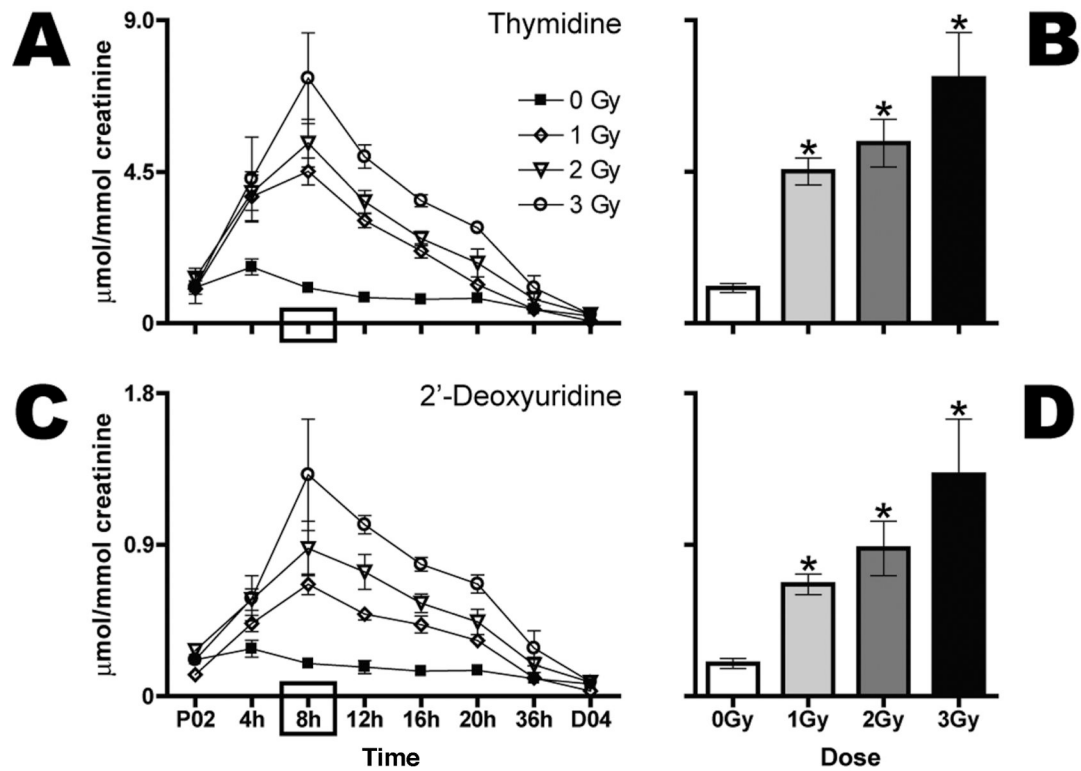 A
B
Thymidine
9.0
4.5
0
μmol/mmol creatinine
0 Gy
1 Gy
2 Gy
3 Gy
*
*
*
C
D
2’-Deoxyuridine
1.8
0.9
0
μmol/mmol creatinine
P02 4h 8h 12h 16h 20h 36h D04
Time
*
*
*
0Gy 1Gy 2Gy 3Gy
Dose